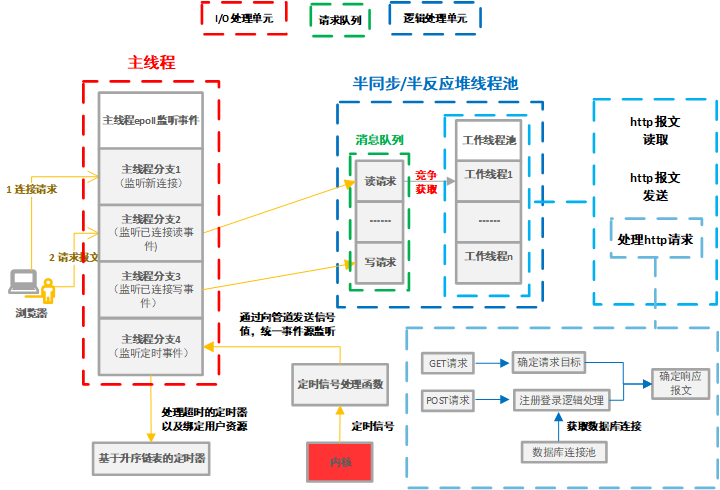 I/O处理单元
请求队列
逻辑处理单元
主线程
半同步/半反应堆线程池
主线程epoll监听事件
主线程分支1
（监听新连接）
主线程分支2
（监听已连接读事
件)
主线程分支3
（监听已连接写事
件）
主线程分支4
（监听定时事件）
1 连接请求
2 请求报文
浏览器
消息队列
读请求
------
写请求
竞争
获取
工作线程池
工作线程1
------
工作线程n
http报文
读取
http报文
发送
处理http请求
通过向管道发送信号
值，统一事件源监听
定时信号处理函数
定时信号
内核
处理超时的定时器
以及绑定用户资源
基于升序链表的定时器
GET请求
确定请求目标
POST请求
注册登录逻辑处理
确定响应
报文
获取数据库连接
数据库连接池